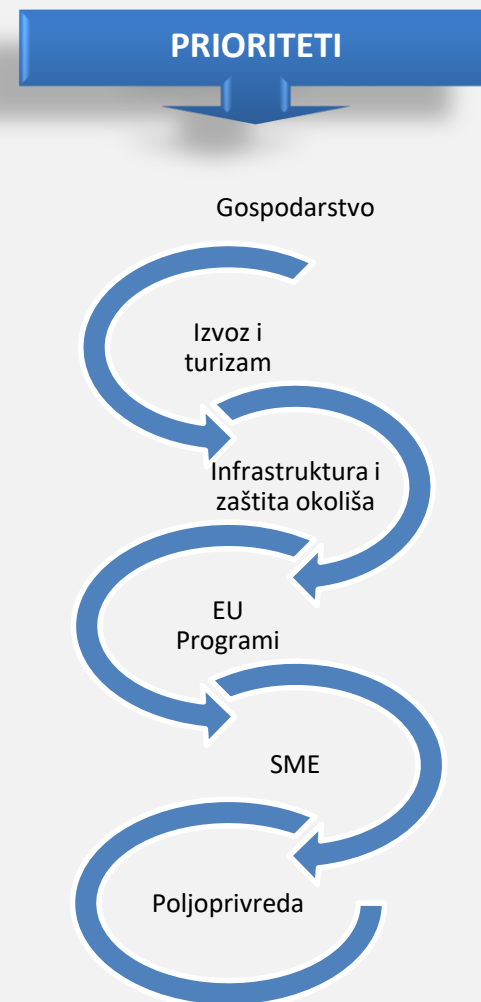 PRIORITETI
Gospodarstvo
Izvoz i
turizam
Infrastruktura i
zaštita okoliša
EU
Programi
SME
Poljoprivreda